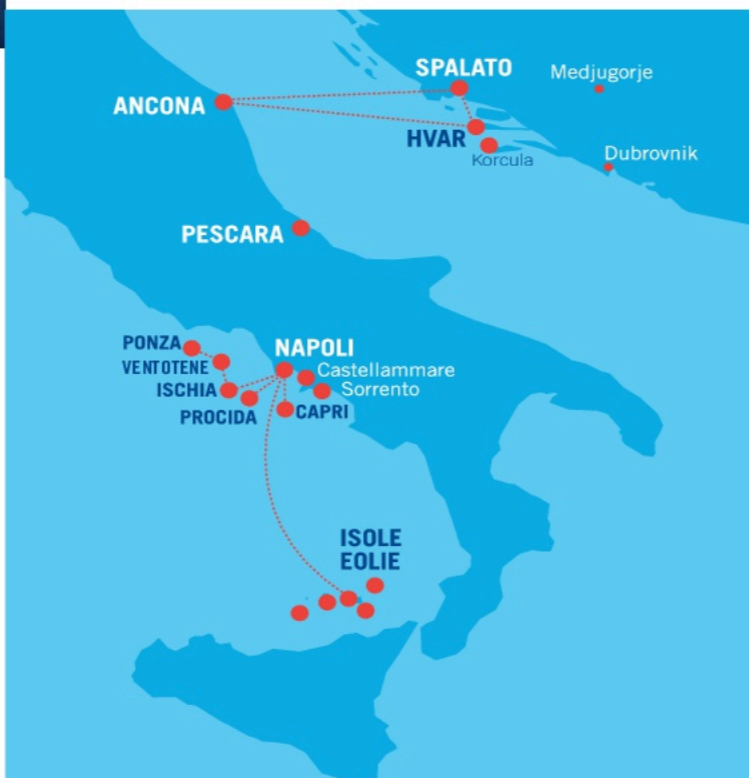 SPALATO
Medjugorje
ANCONA
HVAR
Korcula
Dubrovnik
PESCARA
PONZA
NAPOLI
VENTOTENE
Castellammare
ISCHIA
Sorrento
PROCIDA
CAPRI
ISOLE
EOLIE